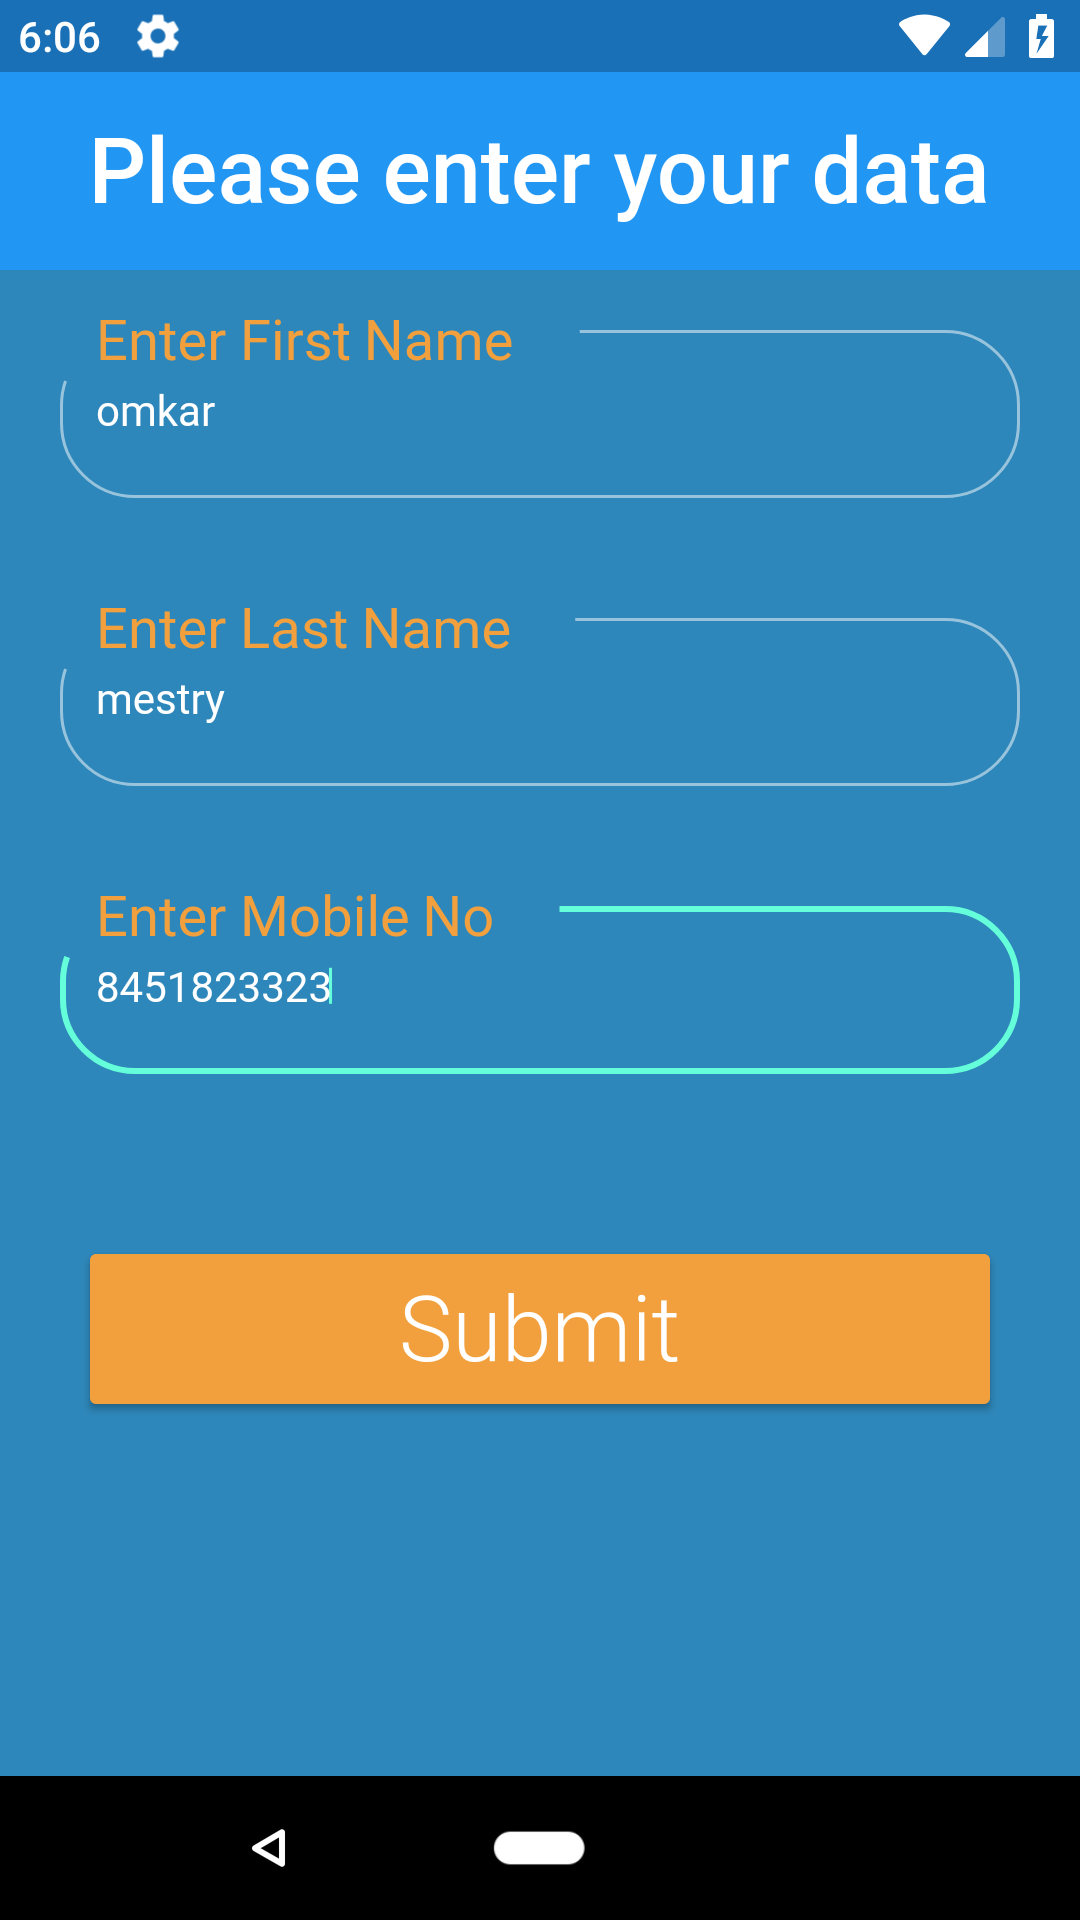 6:06
Please enter your data
Enter First Name
omkar
Enter Last Name
mestry
Enter Mobile No
8451823323
Submit